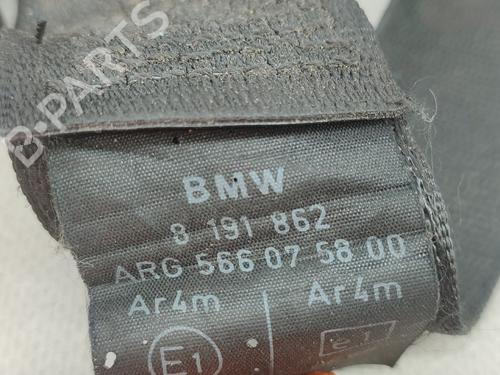 B·PARTS
BMW
8 191 862
ARG 566 07 58 00
Ar4m Ar4m
E1 e1